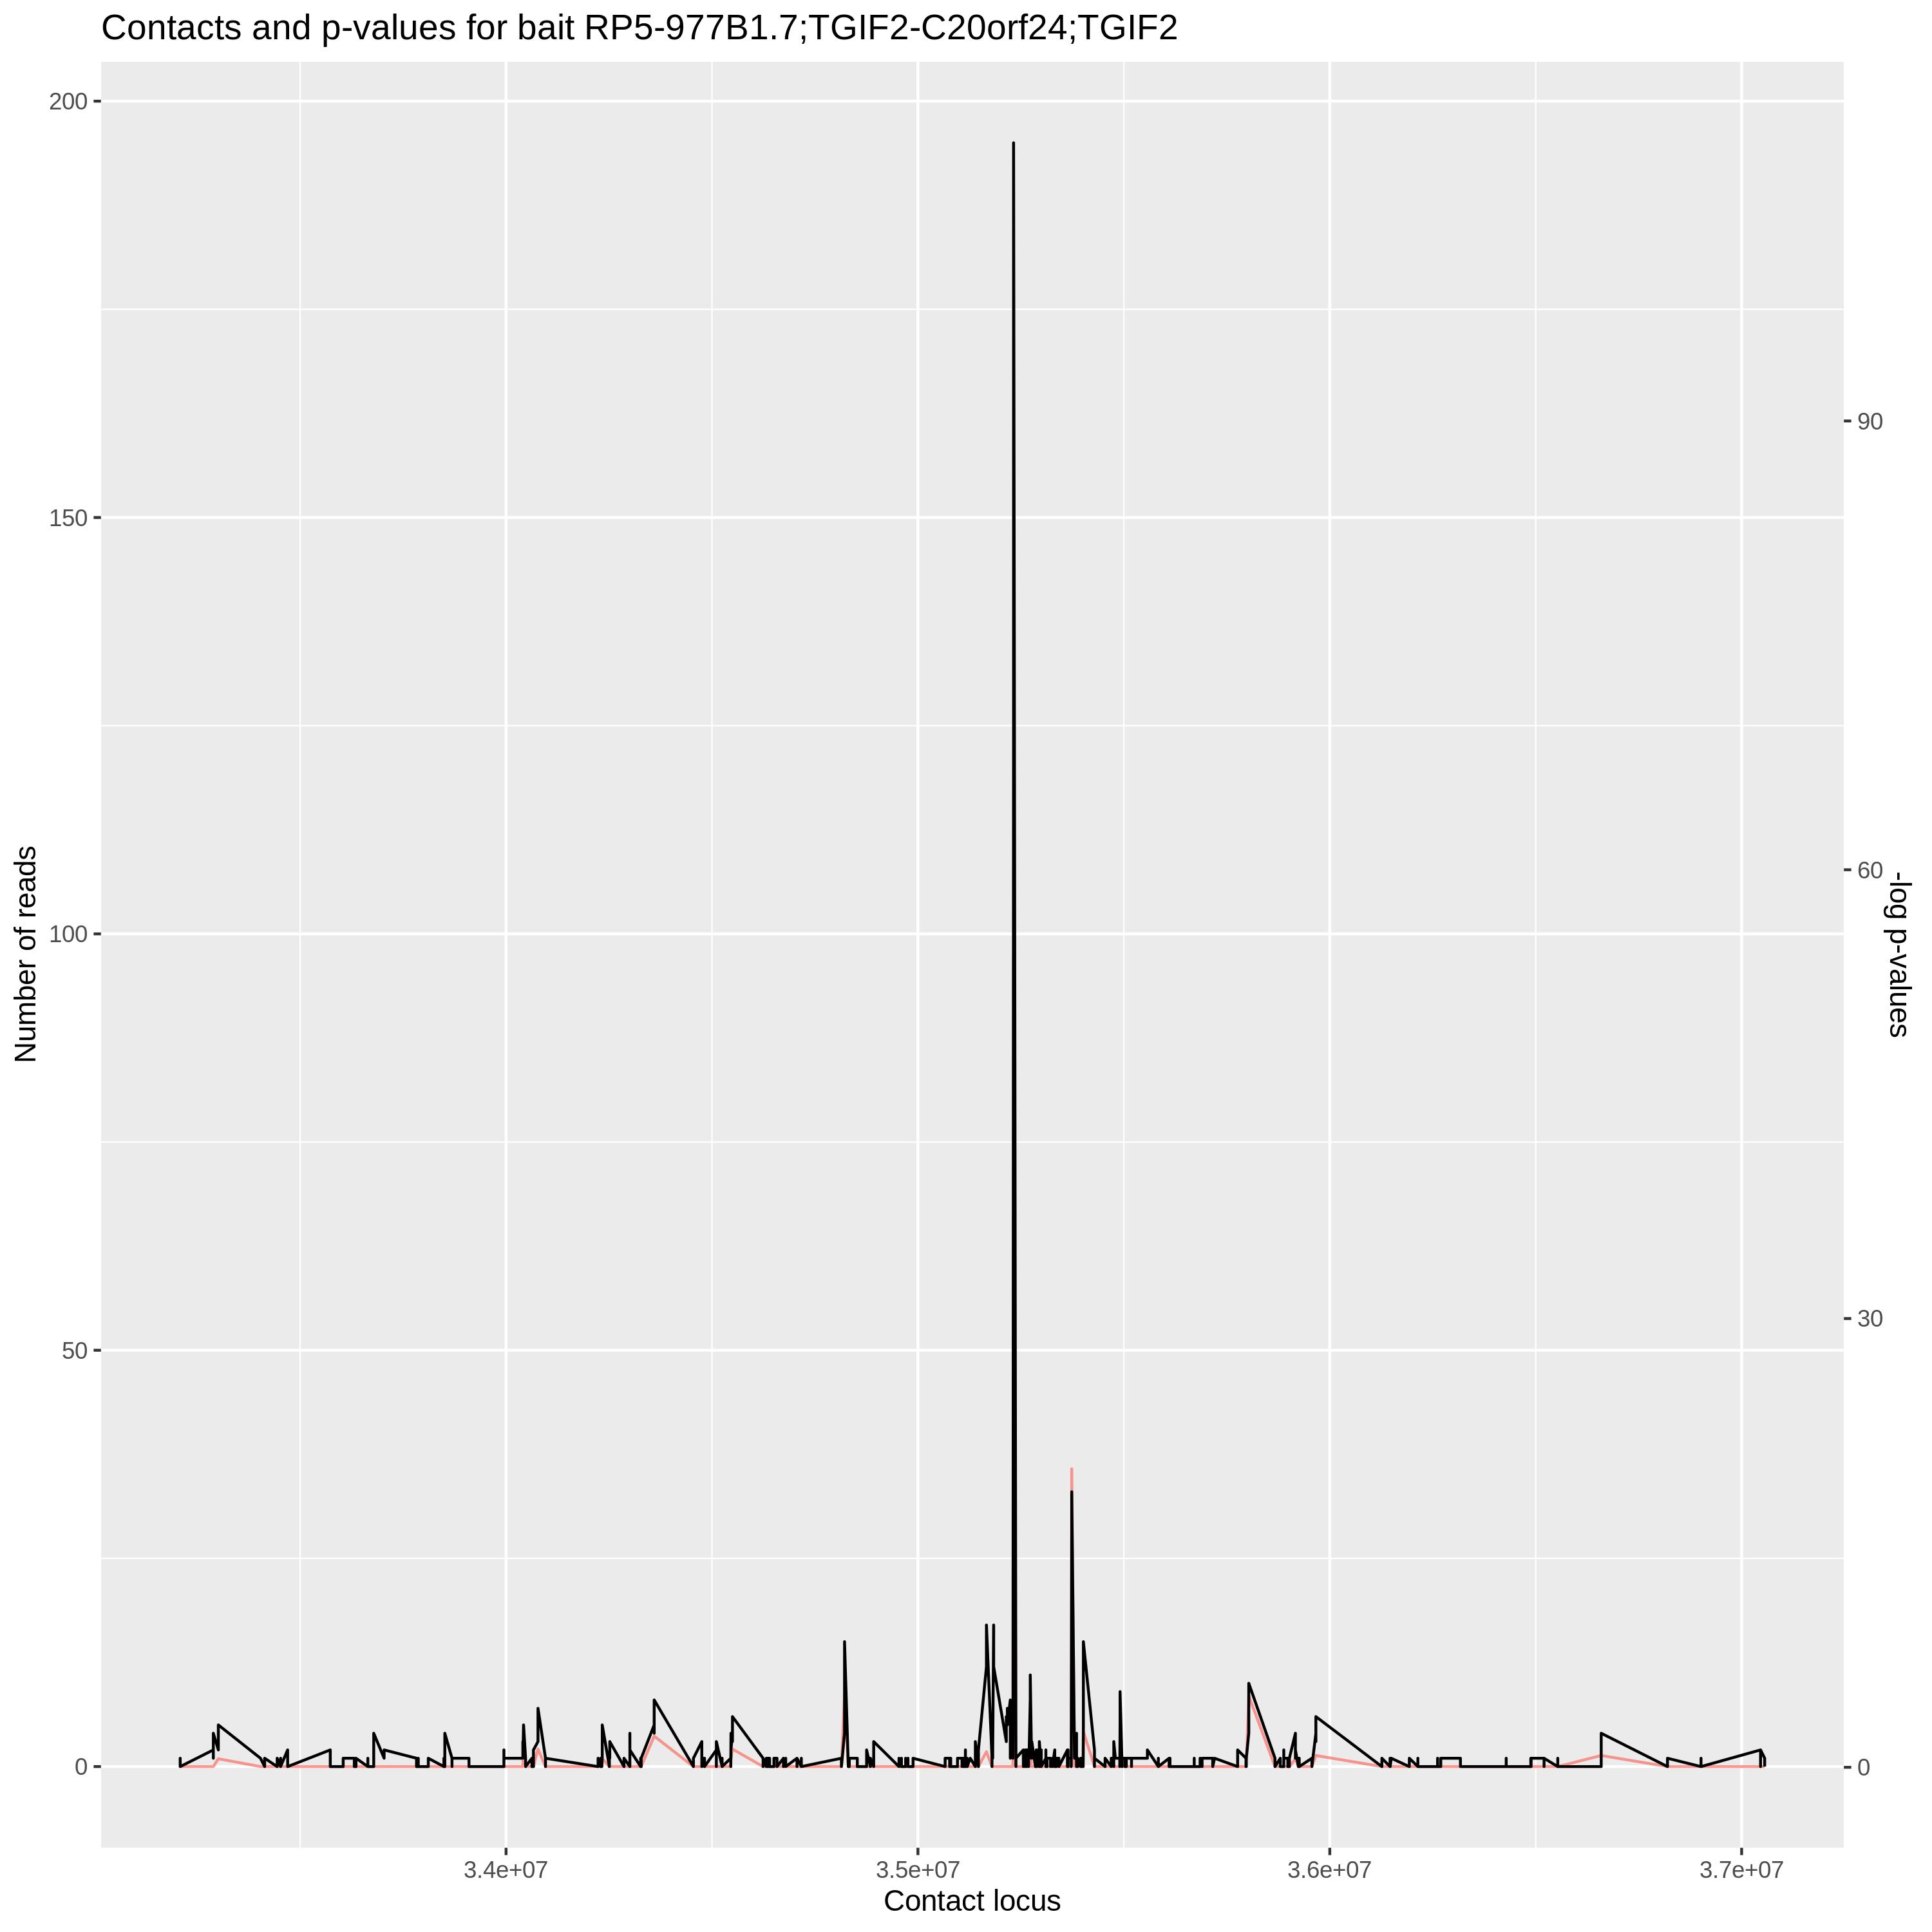 Contacts and p-values for bait RP5-977B1.7;TGIF2-C20orf24;TGIF2
200
150
100
50
0
Number of reads
90
60
30
0
-log p-values
3.4e+07
3.5e+07
3.6e+07
3.7e+07
Contact locus